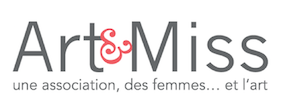 Art&Miss
une association, des femmes... et l'art